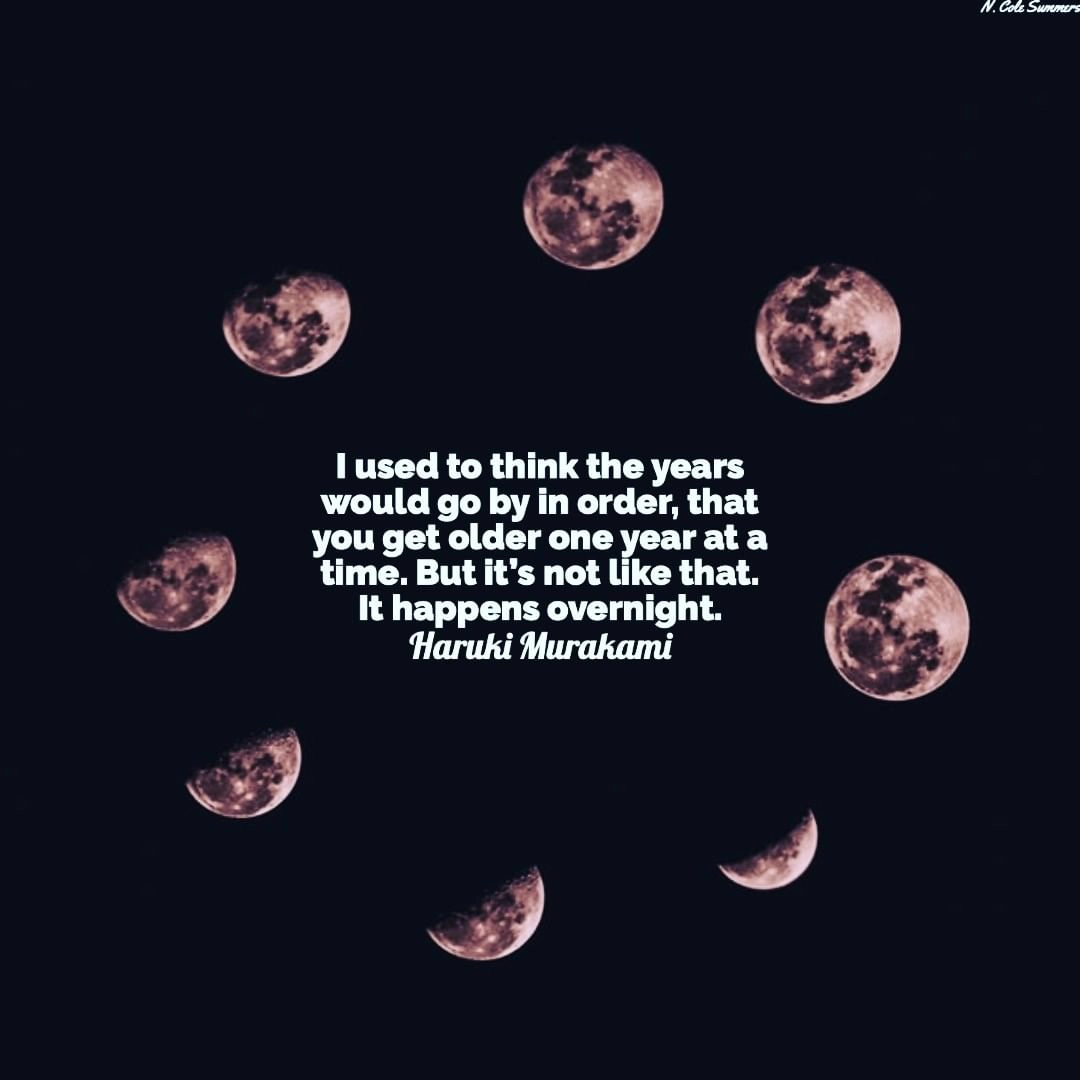 N. Cole Summers
I used to think the years
would go by in order, that
you get older one year at a
time. But it’s not like that.
It happens overnight.
Haruki Murakami